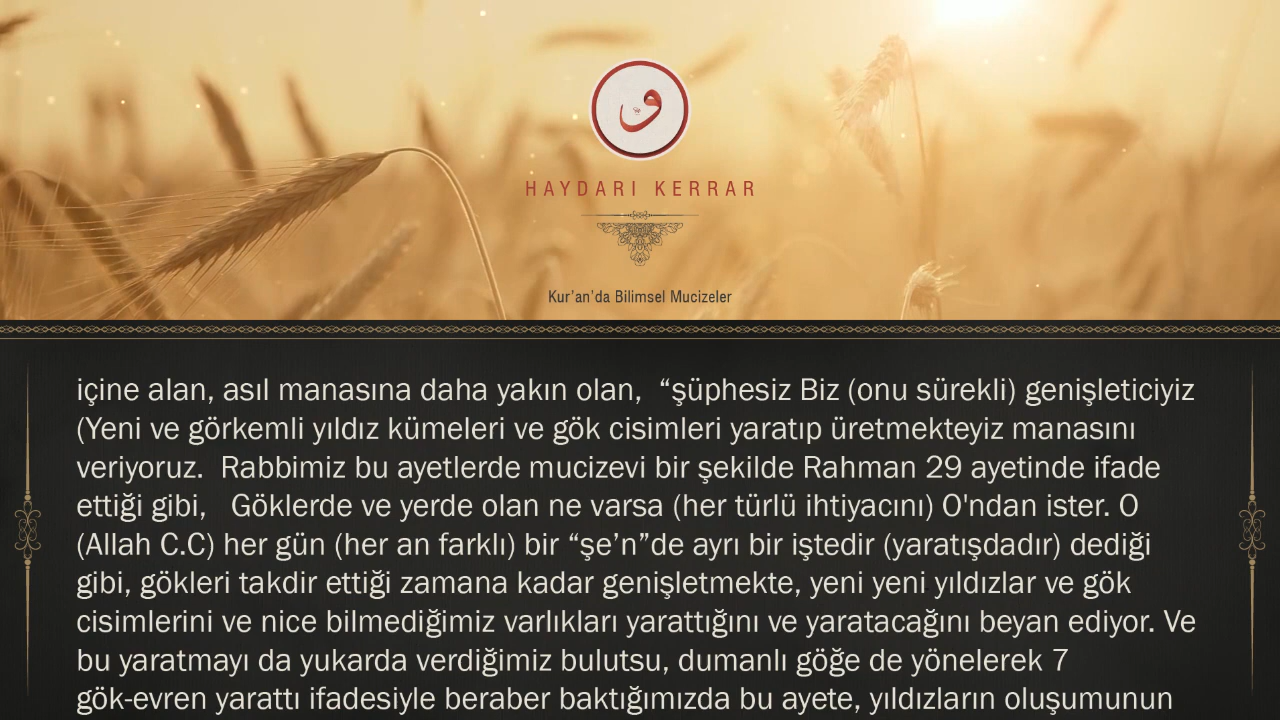 و
HAYDARI KERRAR
Kur’an’da Bilimsel Mucizeler
içine alan, asıl manasına daha yakın olan,  “şüphesiz Biz (onu sürekli) genişleticiyiz
(Yeni ve görkemli yıldız kümeleri ve gök cisimleri yaratıp üretmekteyiz manasını
veriyoruz.  Rabbimiz bu ayetlerde mucizevi bir şekilde Rahman 29 ayetinde ifade
ettiği gibi,   Göklerde ve yerde olan ne varsa (her türlü ihtiyacını) O'ndan ister. O
(Allah C.C) her gün (her an farklı) bir “şe’n”de ayrı bir iştedir (yaratışdadır) dediği
gibi, gökleri takdir ettiği zamana kadar genişletmekte, yeni yeni yıldızlar ve gök
cisimlerini ve nice bilmediğimiz varlıkları yarattığını ve yaratacağını beyan ediyor. Ve
bu yaratmayı da yukarda verdiğimiz bulutsu, dumanlı göğe de yönelerek 7
gök-evren yarattı ifadesiyle beraber baktığımızda bu ayete, yıldızların oluşumunun